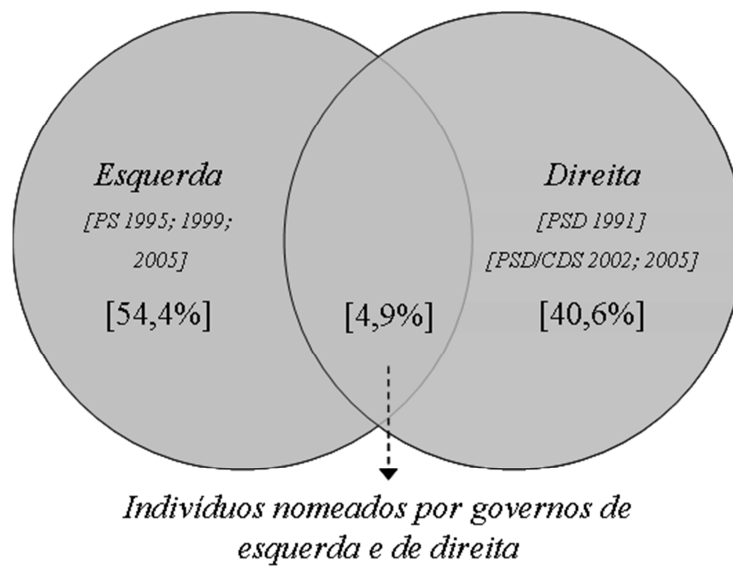 Esquerda
[PS 1995; 1999;
2005]
[54,4%]
[4,9%]
Direita
[PSD 1991]
[PSD/CDS 2002; 2005]
[40,6%]
Indivíduos nomeados por governos de
esquerda e de direita